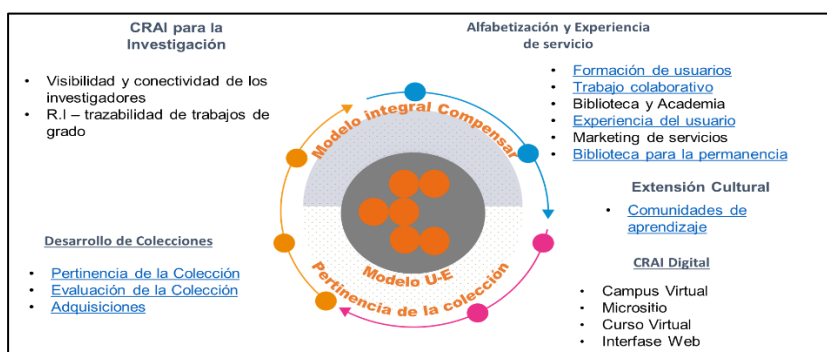 CRAI para la
Investigación
• Visibilidad y conectividad de los
investigadores
• R.I – trazabilidad de trabajos de
grado
Alfabetización y Experiencia
de servicio
• Formación de usuarios
• Trabajo colaborativo
• Biblioteca y Academia
• Experiencia del usuario
• Marketing de servicios
• Biblioteca para la permanencia
Modelo integral Compensar
Modelo U-E
Pertinencia de la colección
Extensión Cultural
• Comunidades de
aprendizaje
Desarrollo de Colecciones
• Pertinencia de la Colección
• Evaluación de la Colección
• Adquisiciones
CRAI Digital
• Campus Virtual
• Micrositio
• Curso Virtual
• Interfase Web